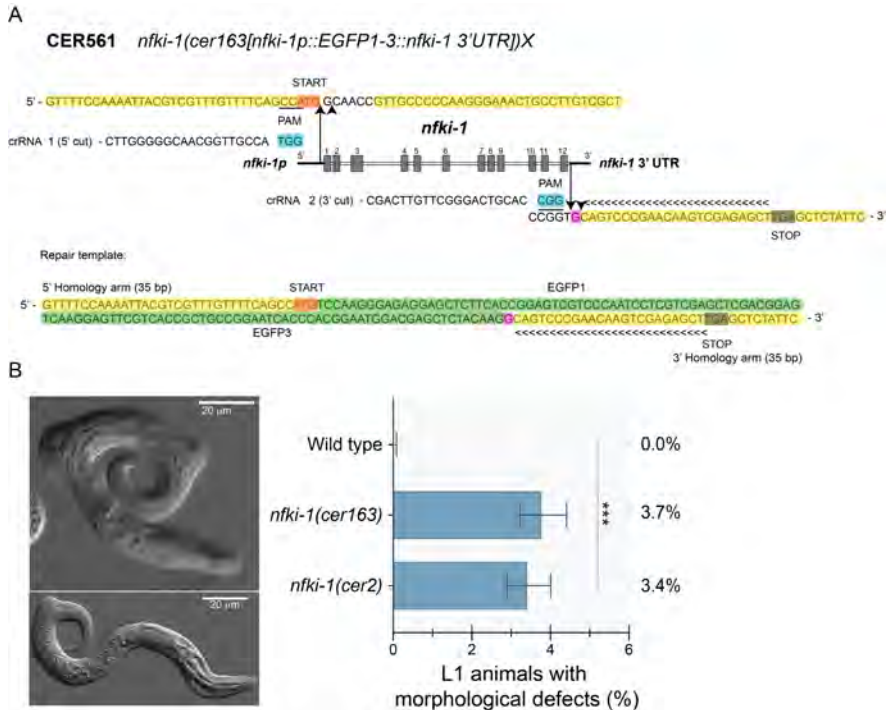 A
CER561 nfki-1(cer163[nfki-1p::EGFP1-3::nfki-1 3'UTR])X
START
5' - GTTTTCCAAAATTACGTCGTTTGTTTTCAGCCATG GCAACCGTTGCCCCCAAGGGAAACTGCCTTGTCGCT
PAM
nfki-1
crRNA 1 (5' cut) - CTTGGGGGCAACGGTTGCCA TGG
nfki-1p 5' 1 2 3 4 5 6 7 8 9 10 11 12 3' nfki-1 3' UTR
PAM
crRNA 2 (3' cut) - CGACTTGTTCGGGACTGCAC CGG
<<<<<<<<<<<<<<<<<<<<<<<
CCGGTGCAGTCCCGAACAAGTCGAGAGCTTGAGCTCTATTC - 3'
STOP
Repair template:
5' Homology arm (35 bp) START EGFP1
5' - GTTTTCCAAAATTACGTCGTTTGTTTTCAGCCATGTCCAAGGGAGAGGAGCTCTTCACCGGAGTCGTCCCAATCCTCGTCGAGCTCGACGGAG
TCAAGGAGTTCGTCACCGCTGCCGGAATCACCCACGGAATGGACGAGCTCTACAAGGCAGTCCCGAACAAGTCGAGAGCTTGAGCTCTATTC - 3'
EGFP3 <<<<<<<<<<<<<<<<<<<<<<< STOP
3' Homology arm (35 bp)
B
20 µm
20 µm
Wild type 0.0%
nfki-1(cer163) 3.7%
***
nfki-1(cer2) 3.4%
0 2 4 6
L1 animals with
morphological defects (%)